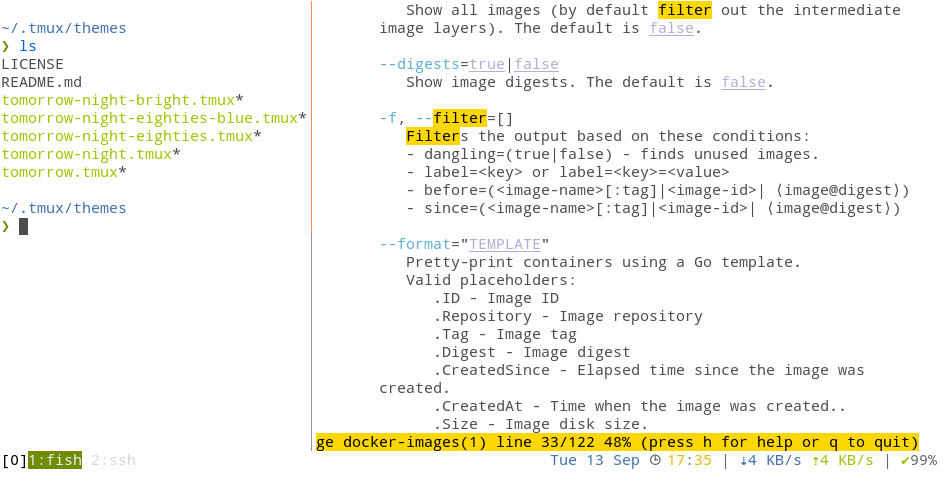 ~/.tmux/themes
❯ ls
LICENSE
README.md
tomorrow-night-bright.tmux*
tomorrow-night-eighties-blue.tmux*
tomorrow-night-eighties.tmux*
tomorrow-night.tmux*
tomorrow.tmux*
~/.tmux/themes
❯
Show all images (by default filter out the intermediate
image layers). The default is false.
--digests=true|false
Show image digests. The default is false.
-f, --filter=[]
Filters the output based on these conditions:
- dangling=(true|false) - finds unused images.
- label=<key> or label=<key>=<value>
- before=(<image-name>[:tag]|<image-id>| ⟨image@digest⟩)
- since=(<image-name>[:tag]|<image-id>| ⟨image@digest⟩)
--format="TEMPLATE"
Pretty-print containers using a Go template.
Valid placeholders:
.ID - Image ID
.Repository - Image repository
.Tag - Image tag
.Digest - Image digest
.CreatedSince - Elapsed time since the image was
created.
.CreatedAt - Time when the image was created..
.Size - Image disk size.
ge docker-images(1) line 33/122 48% (press h for help or q to quit)
[0]1:fish 2:ssh Tue 13 Sep 17:35 | ↓4 KB/s ↑4 KB/s | ✔99%